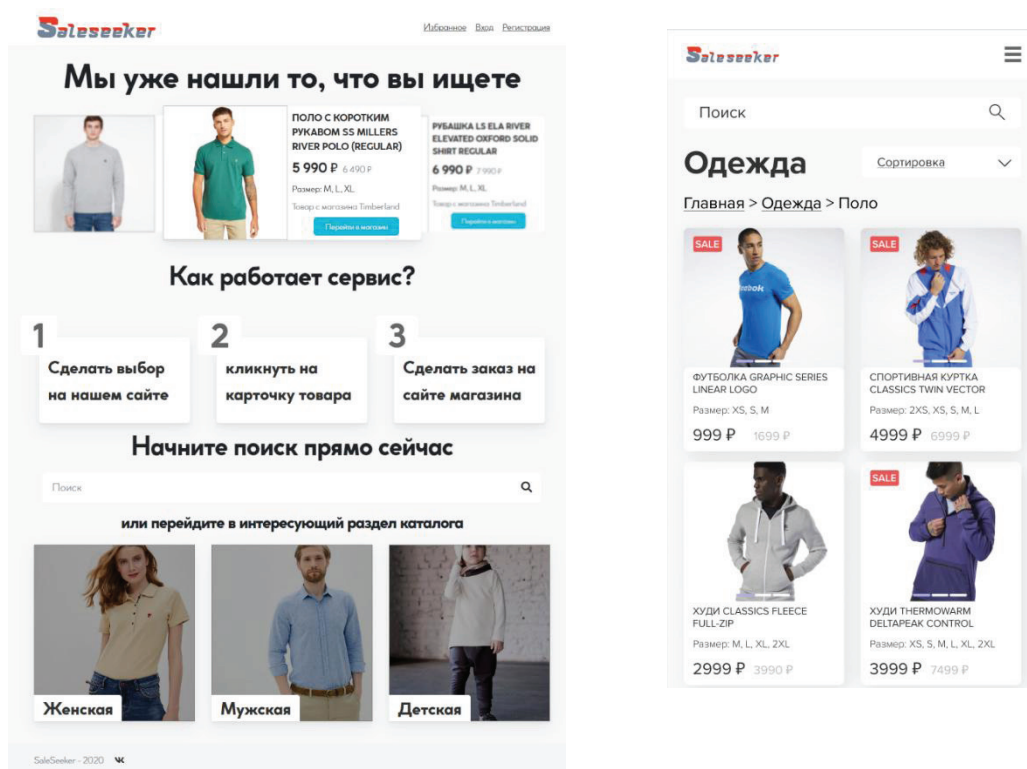 Saleseeker
Избранное Вход Регистрация
Мы уже нашли то, что вы ищете
ПОЛО С КОРОТКИМ
РУКАВОМ SS MILLERS
RIVER POLO (REGULAR)
5 990 ₽ 6 490 ₽
Размер: M, L, XL
Товар с магазина Timberland
Перейти в магазин
РУБАШКА LS ELA RIVER
ELEVATED OXFORD SOLID
SHIRT REGULAR
6 990 ₽ 7 990 ₽
Размер: M, L, XL
Товар с магазина Timberland
Перейти в магазин
Как работает сервис?
1
Сделать выбор
на нашем сайте
2
кликнуть на
карточку товара
3
Сделать заказ на
сайте магазина
Начните поиск прямо сейчас
Поиск
или перейдите в интересующий раздел каталога
Женская
Мужская
Детская
SaleSeeker - 2020
Saleseeker
Поиск
Одежда
Сортировка
Главная > Одежда > Поло
SALE
Reebok
ФУТБОЛКА GRAPHIC SERIES
LINEAR LOGO
Размер: XS, S, M
999 ₽ 1699 ₽
SALE
СПОРТИВНАЯ КУРТКА
CLASSICS TWIN VECTOR
Размер: 2XS, XS, S, M, L
4999 ₽ 6999 ₽
ХУДИ CLASSICS FLEECE
FULL-ZIP
Размер: M, L, XL, 2XL
2999 ₽ 3990 ₽
SALE
ХУДИ THERMOWARM
DELTAPEAK CONTROL
Размер: XS, S, M, L, XL, 2XL
3999 ₽ 7499 ₽